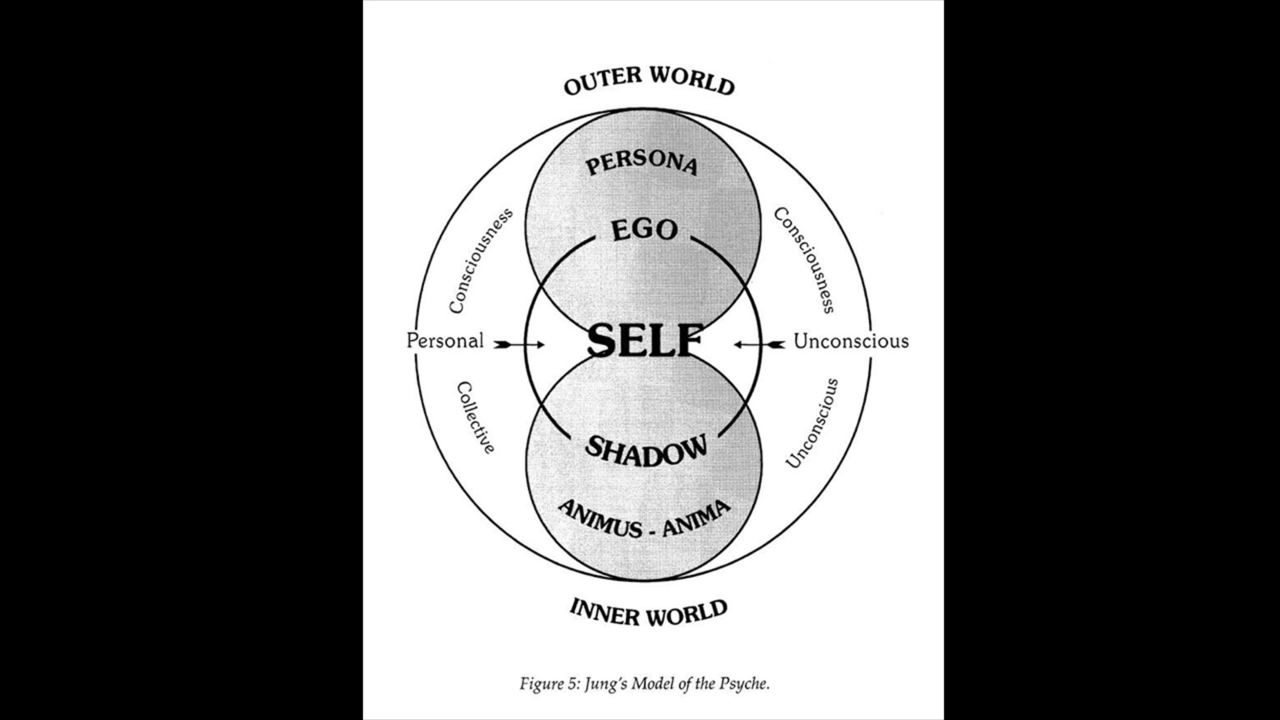 OUTER WORLD
PERSONA
EGO
Consciousness
Consciousness
Personal
SELF
Unconscious
Collective
Unconscious
SHADOW
ANIMUS - ANIMA
INNER WORLD
Figure 5: Jung's Model of the Psyche.